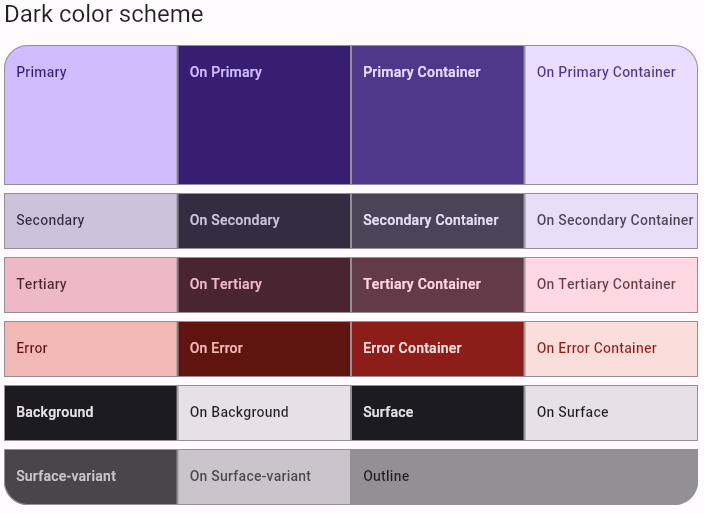 Dark color scheme
Primary
On Primary
Primary Container
On Primary Container
Secondary
On Secondary
Secondary Container
On Secondary Container
Tertiary
On Tertiary
Tertiary Container
On Tertiary Container
Error
On Error
Error Container
On Error Container
Background
On Background
Surface
On Surface
Surface-variant
On Surface-variant
Outline